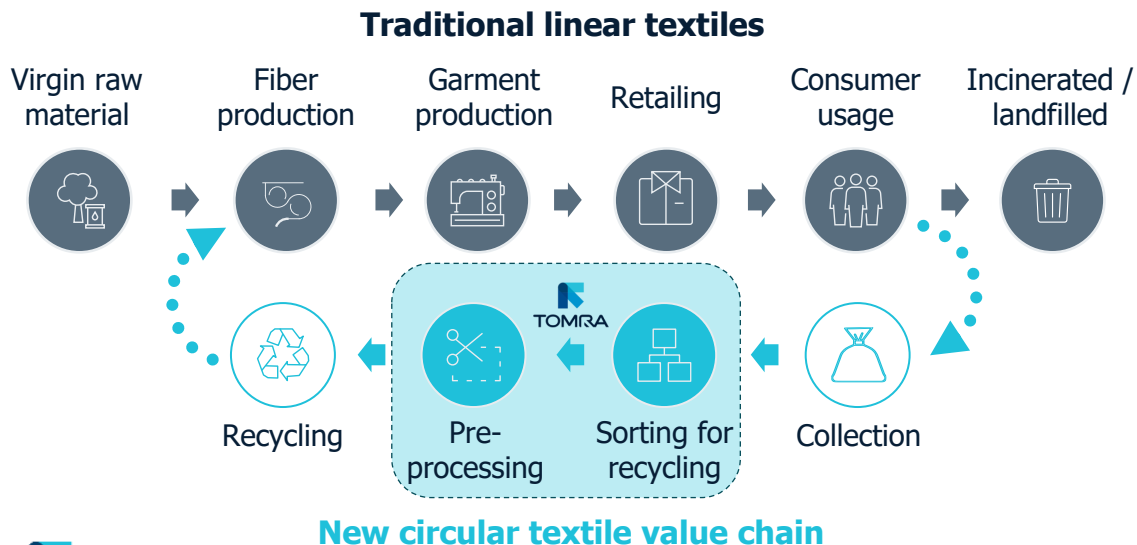 Traditional linear textiles
Virgin raw
material
Fiber
production
Garment
production
Retailing
Consumer
usage
Incinerated /
landfilled
TOMRA
Recycling
Pre-
processing
Sorting for
recycling
Collection
New circular textile value chain